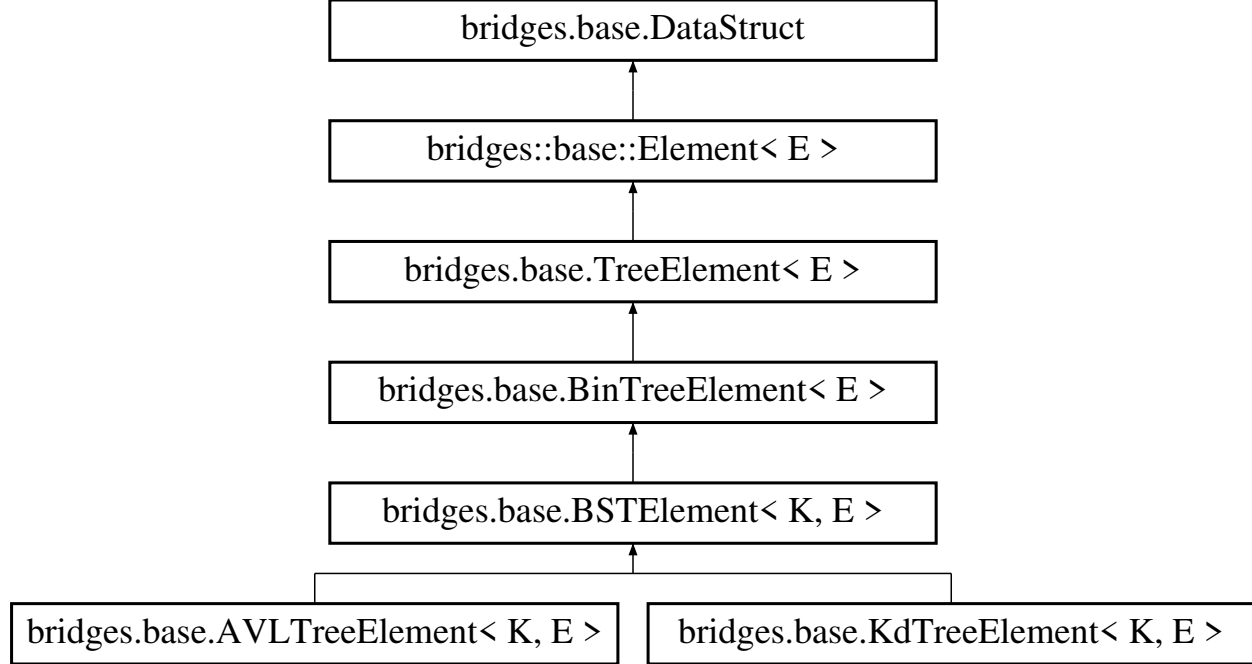 bridges.base.DataStruct
bridges::base::Element< E >
bridges.base.TreeElement< E >
bridges.base.BinTreeElement< E >
bridges.base.BSTElement< K, E >
bridges.base.AVLTreeElement< K, E >
bridges.base.KdTreeElement< K, E >